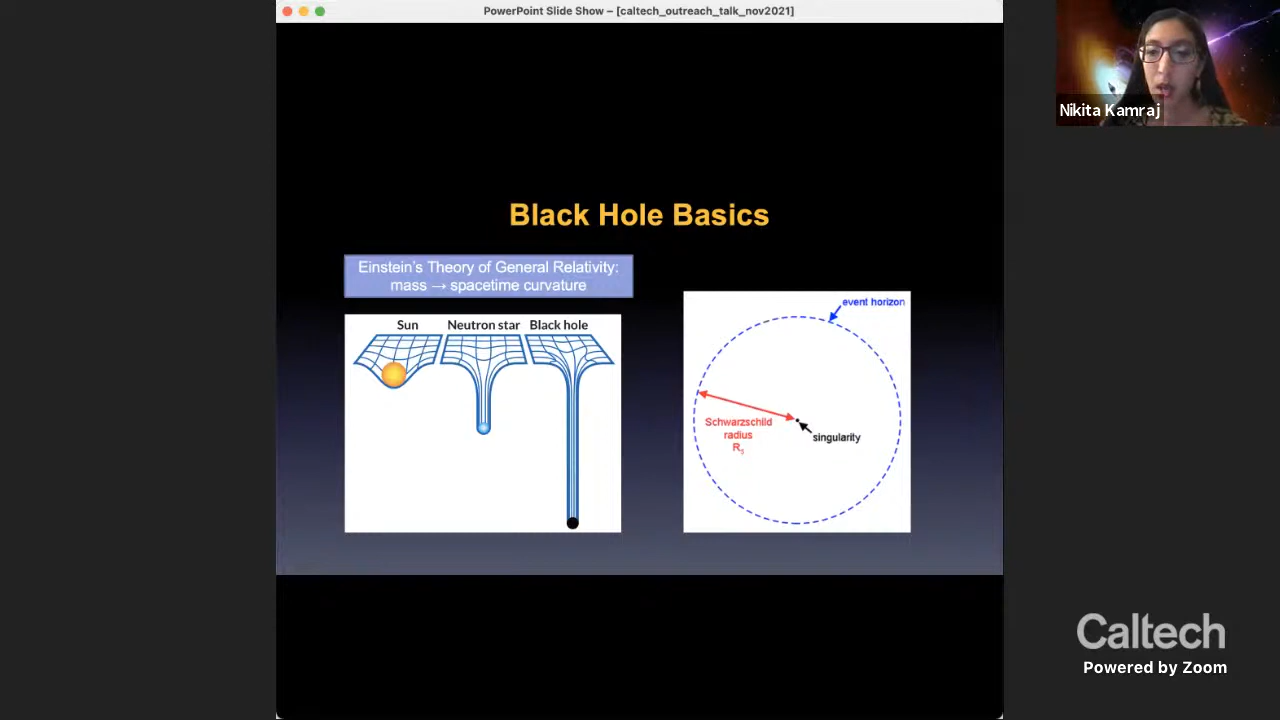 PowerPoint Slide Show – [caltech_outreach_talk_nov2021]
Nikita Kamraj
Black Hole Basics
Einstein's Theory of General Relativity:
mass → spacetime curvature
Sun Neutron star Black hole
event horizon
Schwarzschild
radius
Rs
singularity
Caltech
Powered by Zoom